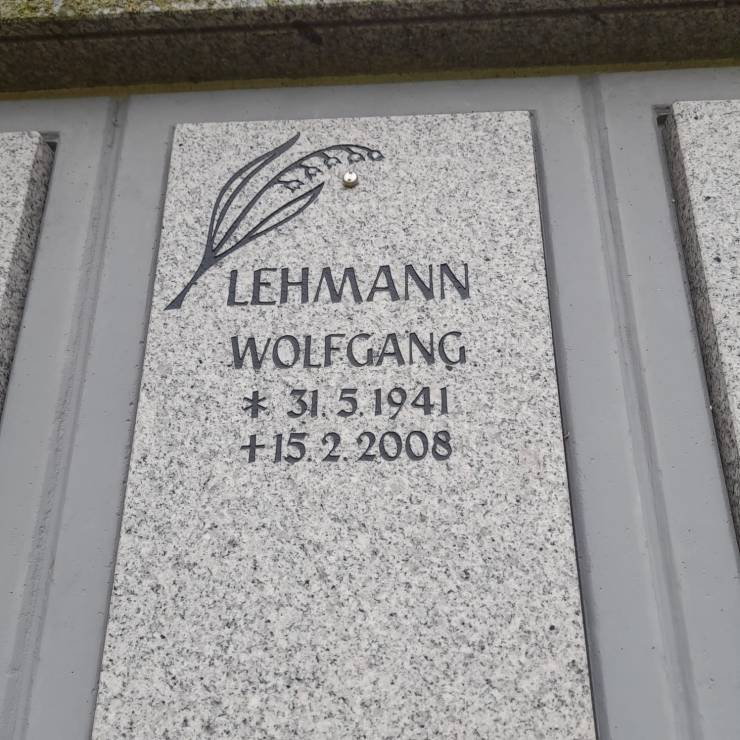 LEHMANN
WOLFGANG
* 31.5.1941
+ 15.2.2008